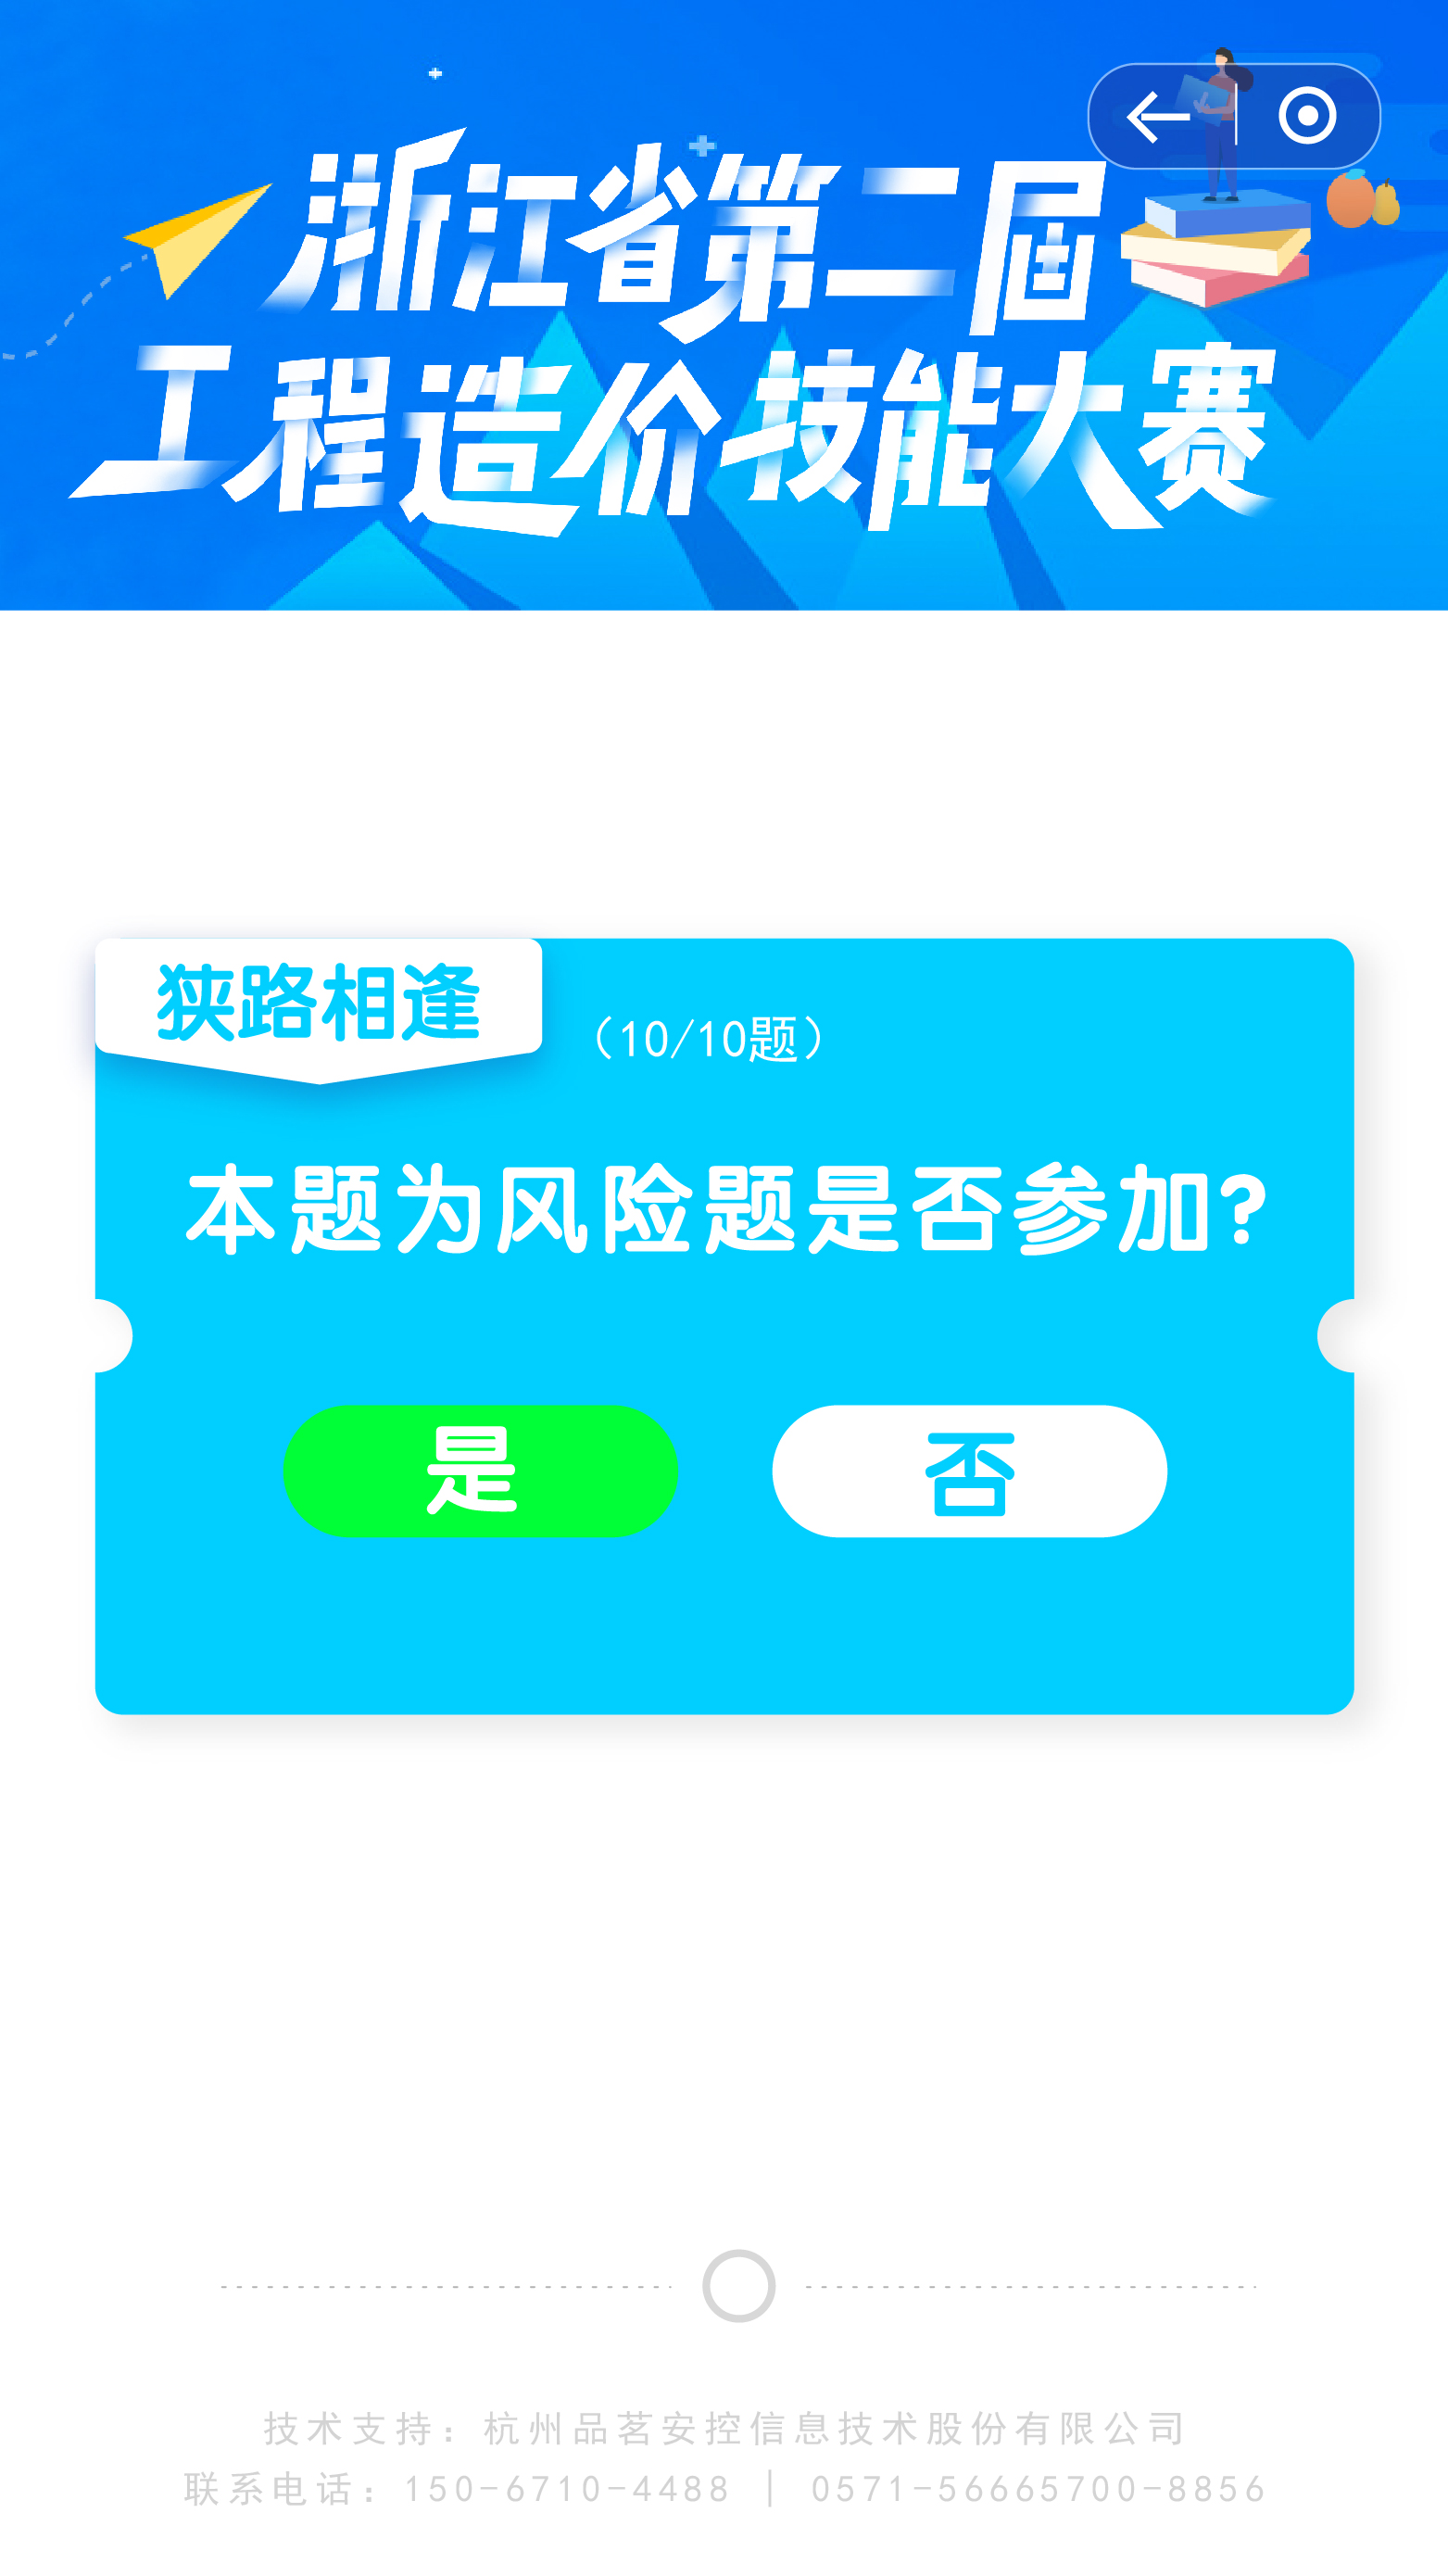 浙江省第二届
工程造价技能大赛
狭路相逢
（10/10题）
本题为风险题是否参加?
是
否
技术支持：杭州品茗安控信息技术股份有限公司
联系电话：150-6710-4488 | 0571-56665700-8856